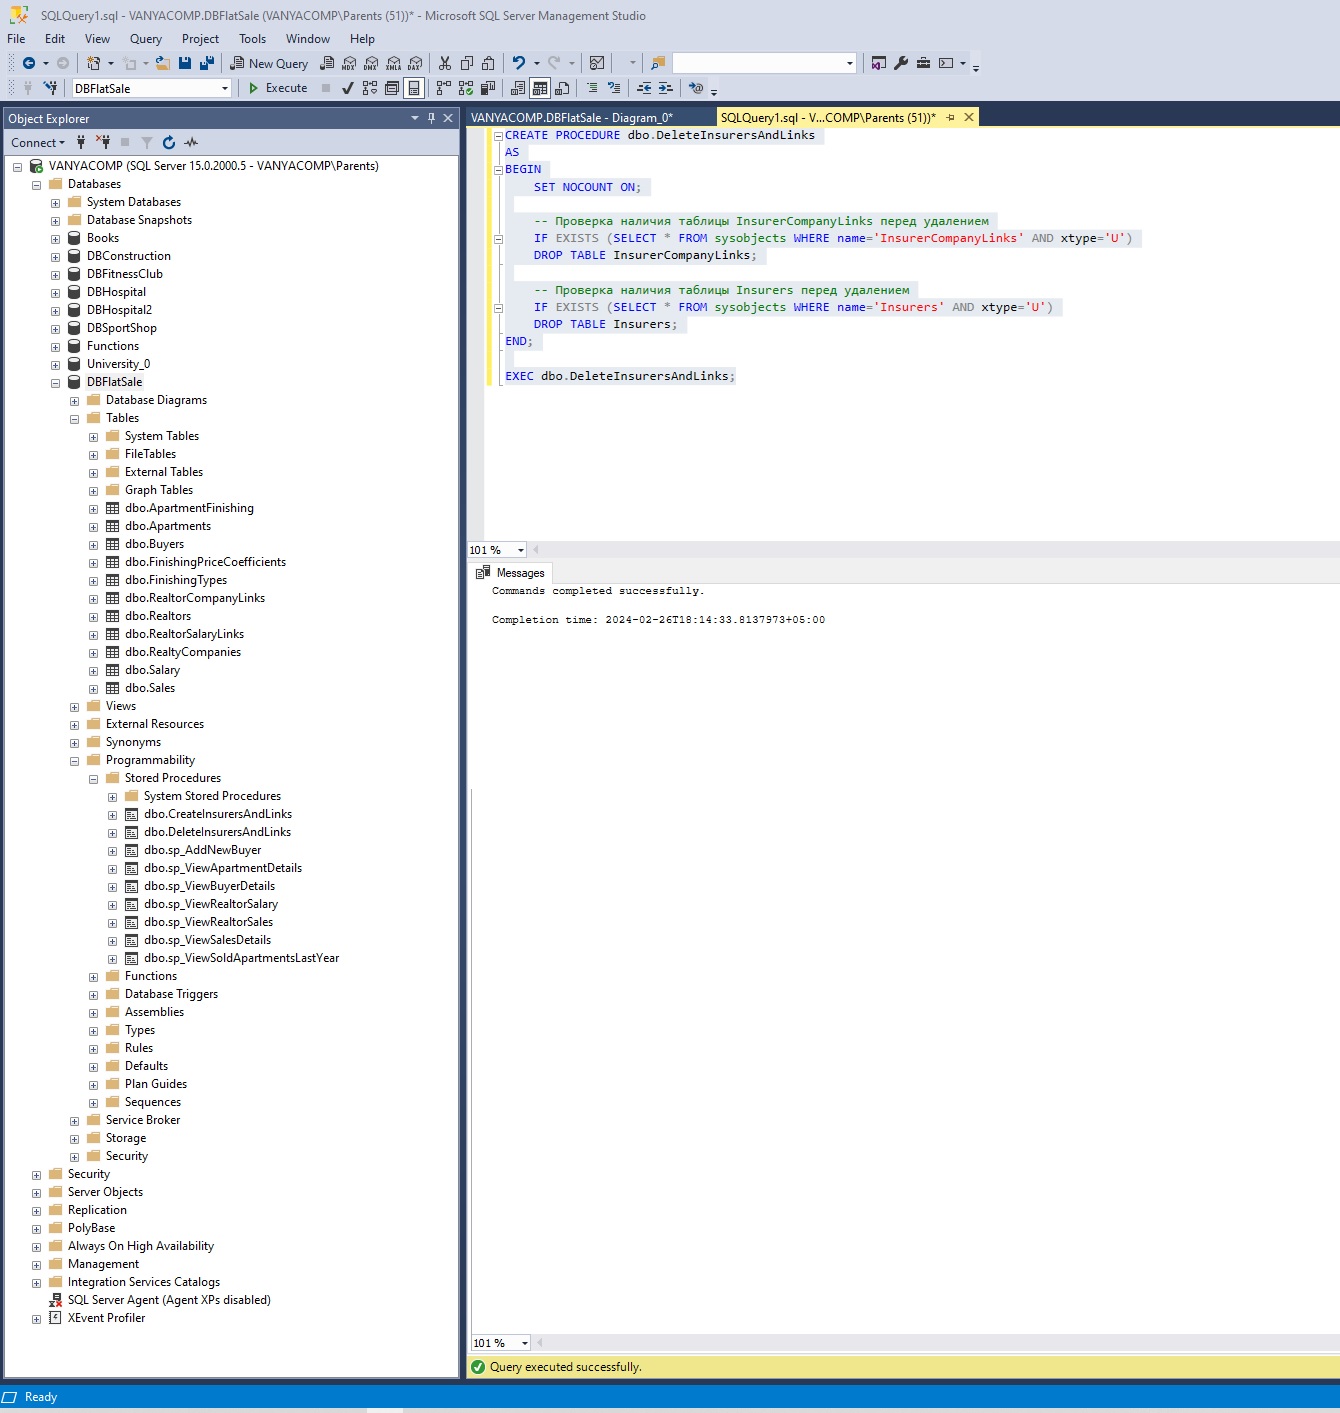 SQLQuery1.sql - VANYACOMP.DBFlatSale (VANYACOMP\Parents (51))* - Microsoft SQL Server Management Studio
File Edit View Query Project Tools Window Help
New Query MDX DMX XMLA DAX
DBFlatSale Execute
Object Explorer
Connect
VANYACOMP (SQL Server 15.0.2000.5 - VANYACOMP\Parents)
Databases
System Databases
Database Snapshots
Books
DBConstruction
DBFitnessClub
DBHospital
DBHospital2
DBSportShop
Functions
University_0
DBFlatSale
Database Diagrams
Tables
System Tables
FileTables
External Tables
Graph Tables
dbo.ApartmentFinishing
dbo.Apartments
dbo.Buyers
dbo.FinishingPriceCoefficients
dbo.FinishingTypes
dbo.RealtorCompanyLinks
dbo.Realtors
dbo.RealtorSalaryLinks
dbo.RealtyCompanies
dbo.Salary
dbo.Sales
Views
External Resources
Synonyms
Programmability
Stored Procedures
System Stored Procedures
dbo.CreateInsurersAndLinks
dbo.DeleteInsurersAndLinks
dbo.sp_AddNewBuyer
dbo.sp_ViewApartmentDetails
dbo.sp_ViewBuyerDetails
dbo.sp_ViewRealtorSalary
dbo.sp_ViewRealtorSales
dbo.sp_ViewSalesDetails
dbo.sp_ViewSoldApartmentsLastYear
Functions
Database Triggers
Assemblies
Types
Rules
Defaults
Plan Guides
Sequences
Service Broker
Storage
Security
Security
Server Objects
Replication
PolyBase
Always On High Availability
Management
Integration Services Catalogs
SQL Server Agent (Agent XPs disabled)
XEvent Profiler
VANYACOMP.DBFlatSale - Diagram_0*
SQLQuery1.sql - V...COMP\Parents (51))*
CREATE PROCEDURE dbo.DeleteInsurersAndLinks
AS
BEGIN
SET NOCOUNT ON;
-- Проверка наличия таблицы InsurerCompanyLinks перед удалением
IF EXISTS (SELECT * FROM sysobjects WHERE name='InsurerCompanyLinks' AND xtype='U')
DROP TABLE InsurerCompanyLinks;
-- Проверка наличия таблицы Insurers перед удалением
IF EXISTS (SELECT * FROM sysobjects WHERE name='Insurers' AND xtype='U')
DROP TABLE Insurers;
END;
EXEC dbo.DeleteInsurersAndLinks;
101 %
Messages
Commands completed successfully.
Completion time: 2024-02-26T18:14:33.8137973+05:00
101 %
Query executed successfully.
Ready